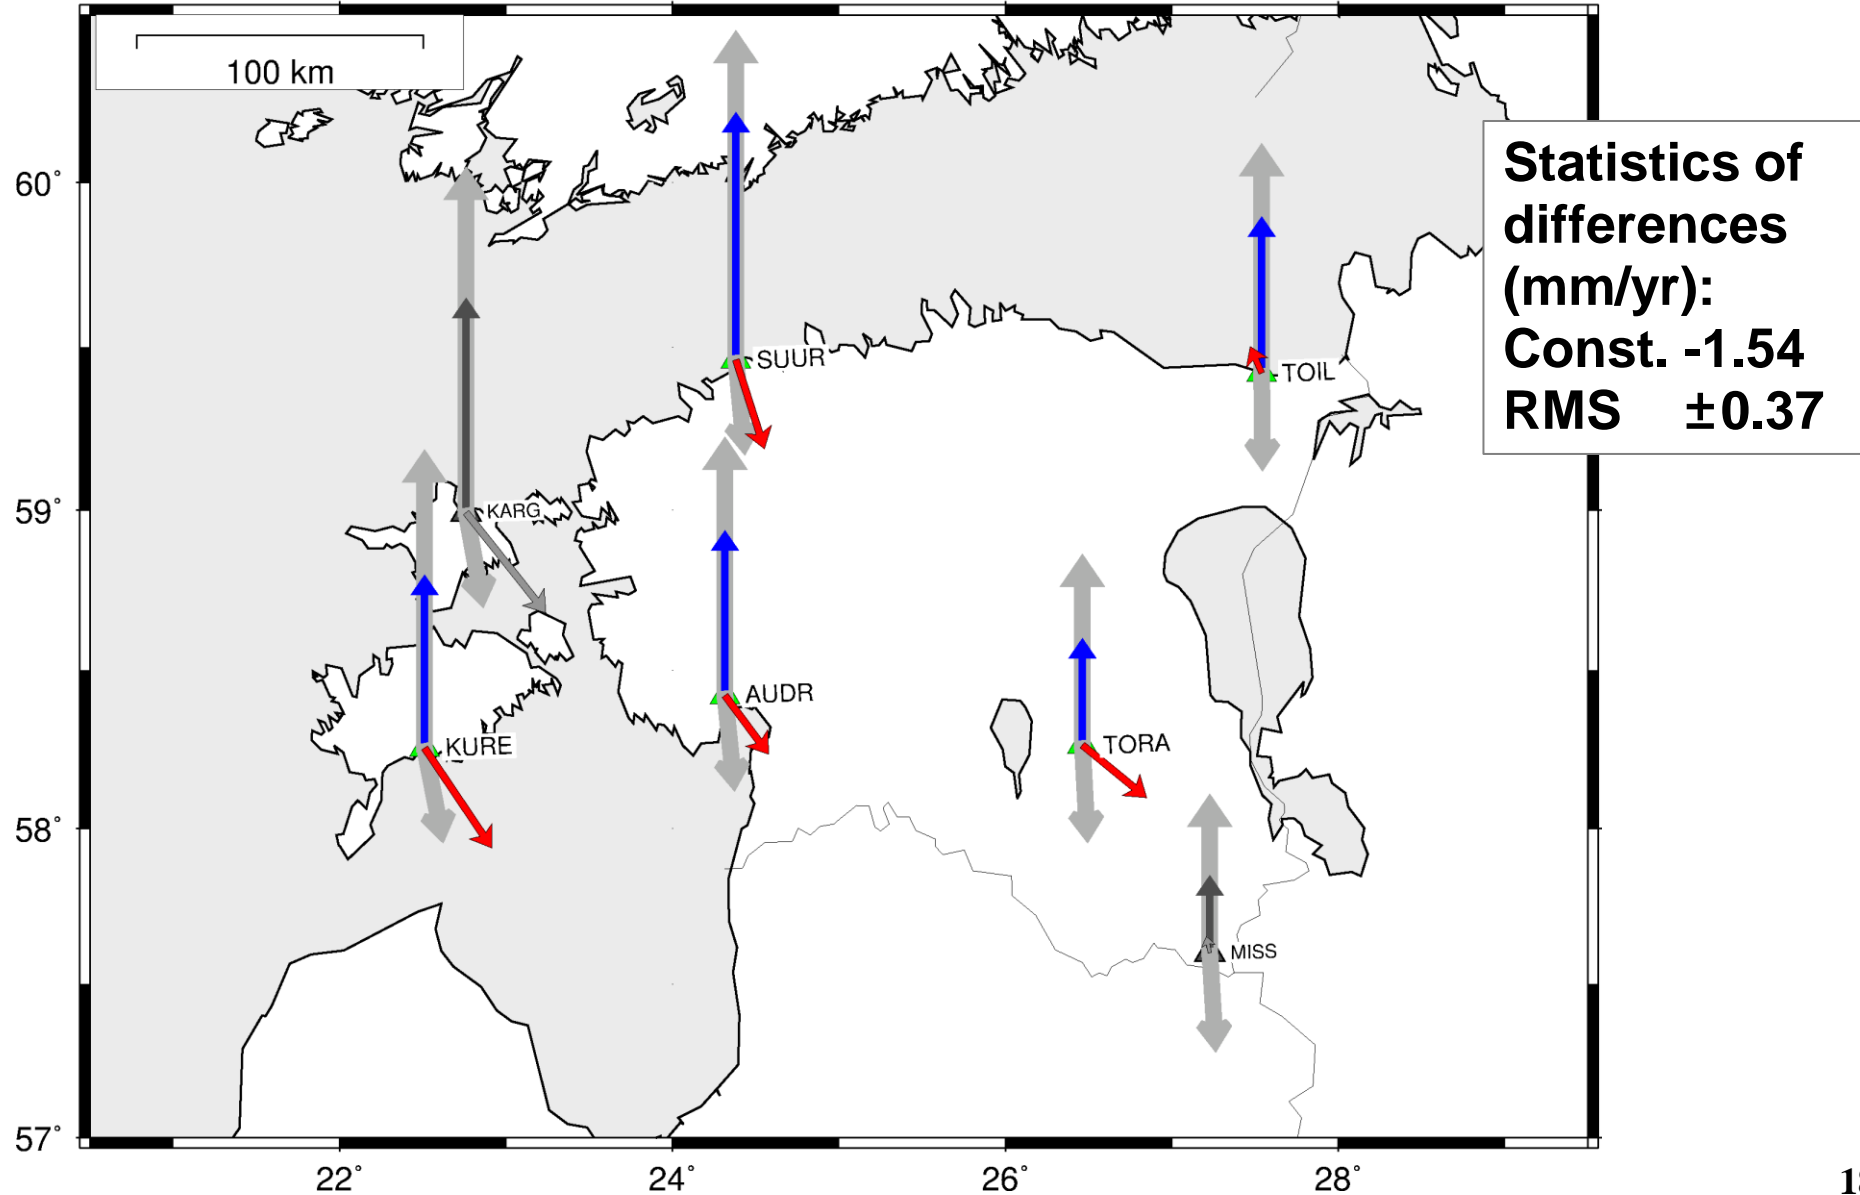 100 km
60°
Statistics of
differences
(mm/yr):
Const. -1.54
RMS ±0.37
SUUR
TOIL
59°
KARG
AUDR
KURE
TORA
58°
MISS
57°
22° 24° 26° 28°